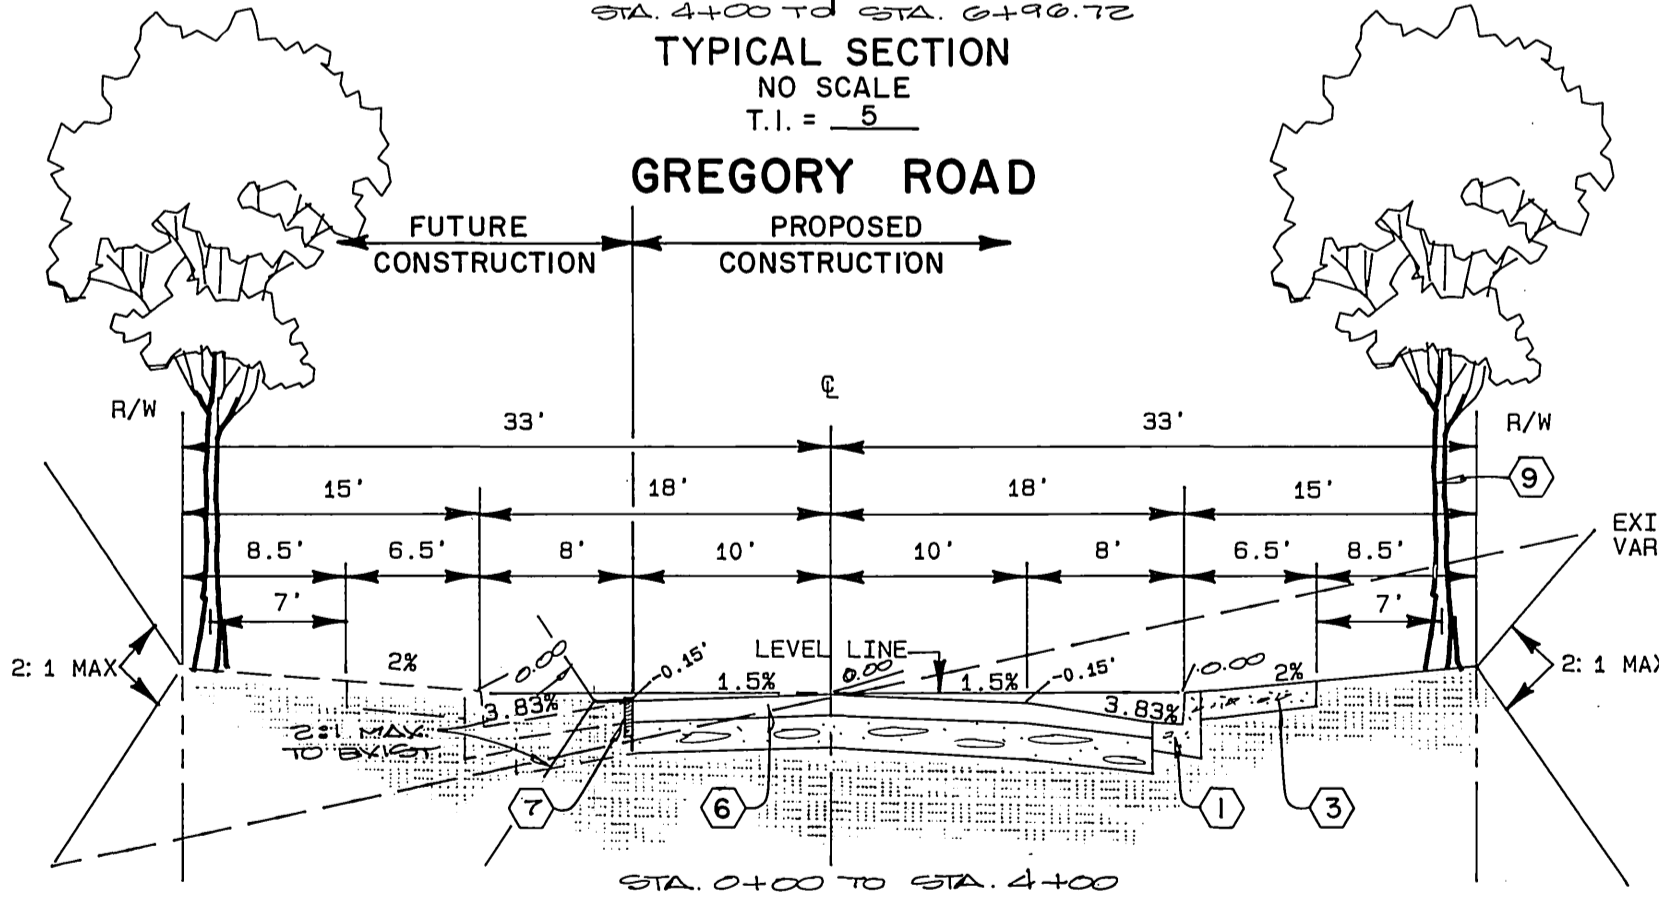 STA. 4+00 TO STA. 6+96.72
TYPICAL SECTION
NO SCALE
T.I. = 5
GREGORY ROAD
FUTURE CONSTRUCTION
PROPOSED CONSTRUCTION
℄
R/W
33'
33'
R/W
15'
18'
18'
15'
9
8.5'
6.5'
8'
10'
10'
8'
6.5'
8.5'
EXI
VAR
7'
7'
2:1 MAX
2%
0.00
-0.15'
LEVEL LINE
0.00
-0.15'
0.00
2%
2:1 MAX
3.83%
1.5%
1.5%
3.83%
2:1 MAX
TO EXIST
7
6
1
3
STA. 0+00 TO STA. 4+00